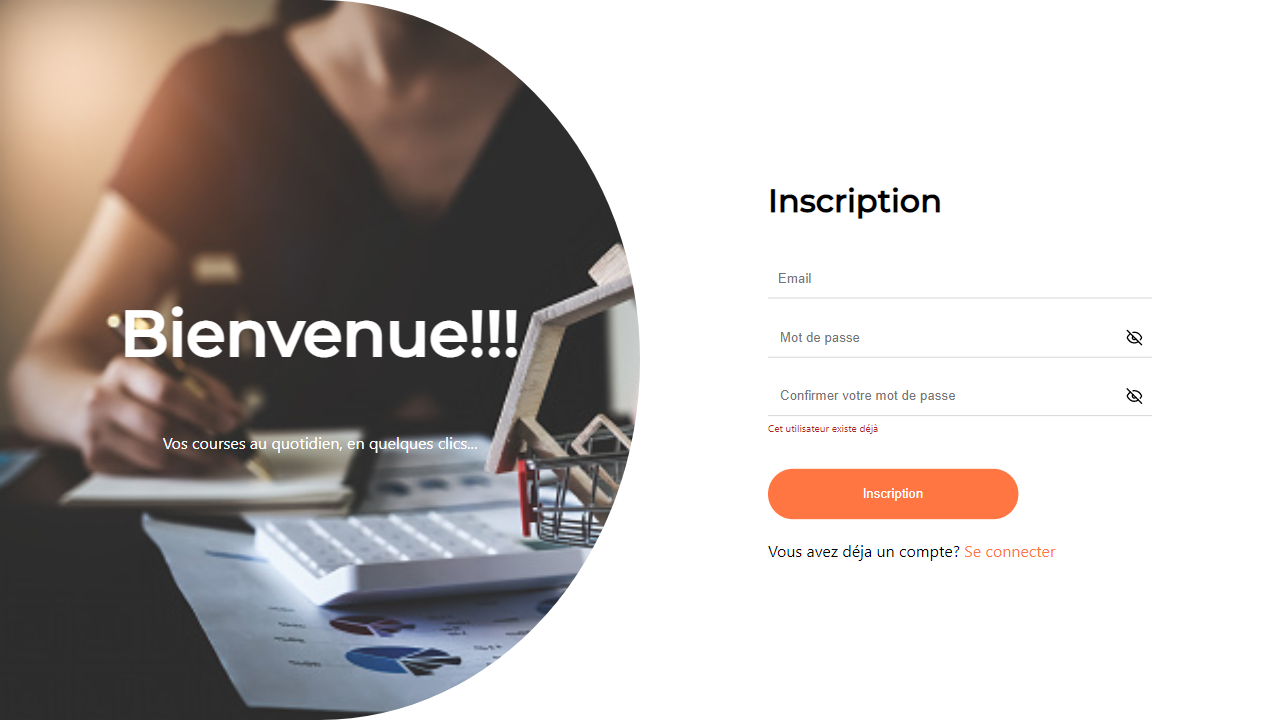 Bienvenue!!!
Vos courses au quotidien, en quelques clics...
Inscription
Email
Mot de passe
Confirmer votre mot de passe
Cet utilisateur existe déjà
Inscription
Vous avez déja un compte? Se connecter